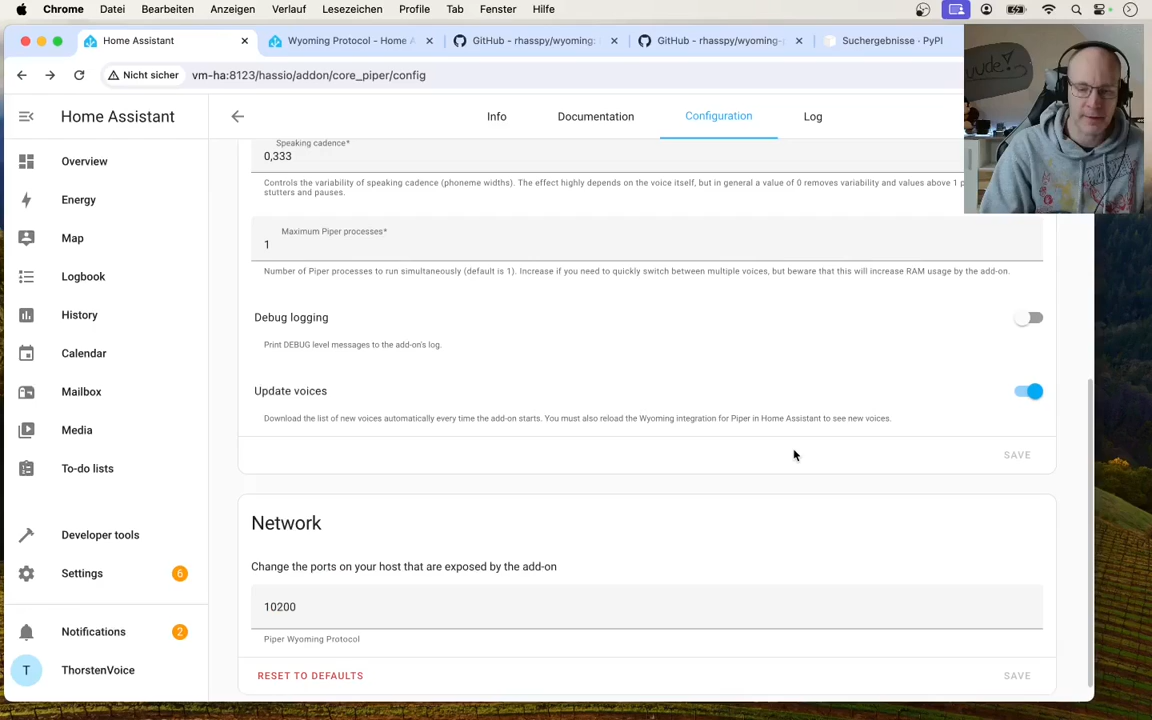 Chrome Datei Bearbeiten Anzeigen Verlauf Lesezeichen Profile Tab Fenster Hilfe
Home Assistant
Wyoming Protocol - Home A
GitHub - rhasspy/wyoming:
GitHub - rhasspy/wyoming-
Suchergebnisse · PyPI
Nicht sicher
vm-ha:8123/hassio/addon/core_piper/config
Home Assistant
Info
Documentation
Configuration
Log
Overview
Energy
Map
Logbook
History
Calendar
Mailbox
Media
To-do lists
Developer tools
Settings
6
Notifications
2
T
ThorstenVoice
Speaking cadence*
0,333
Controls the variability of speaking cadence (phoneme widths). The effect highly depends on the voice itself, but in general a value of 0 removes variability and values above 1 p
stutters and pauses.
Maximum Piper processes*
1
Number of Piper processes to run simultaneously (default is 1). Increase if you need to quickly switch between multiple voices, but beware that this will increase RAM usage by the add-on.
Debug logging
Print DEBUG level messages to the add-on's log.
Update voices
Download the list of new voices automatically every time the add-on starts. You must also reload the Wyoming integration for Piper in Home Assistant to see new voices.
SAVE
Network
Change the ports on your host that are exposed by the add-on
10200
Piper Wyoming Protocol
RESET TO DEFAULTS
SAVE